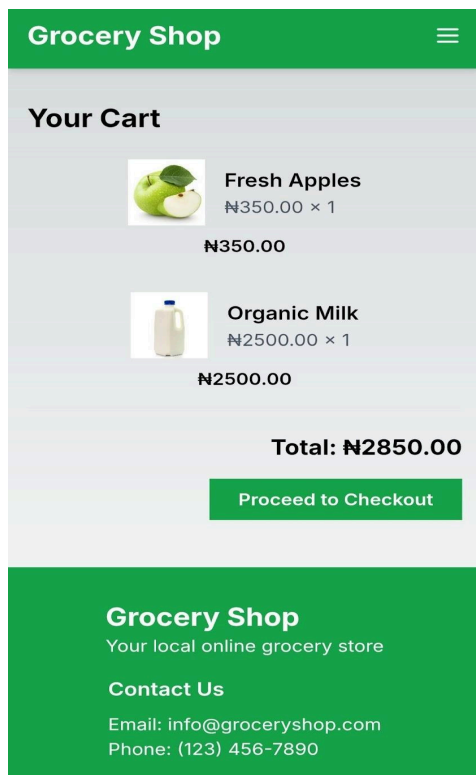 Grocery Shop
Your Cart
Fresh Apples
₦350.00 × 1
₦350.00
Organic Milk
₦2500.00 × 1
₦2500.00
Total: ₦2850.00
Proceed to Checkout
Grocery Shop
Your local online grocery store
Contact Us
Email: info@groceryshop.com
Phone: (123) 456-7890